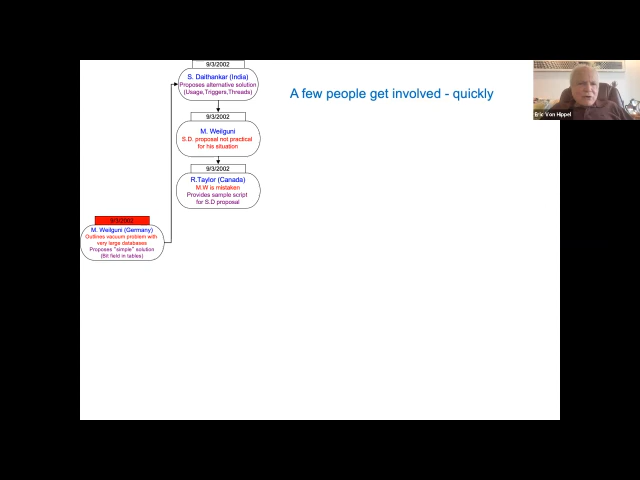 9/3/2002
S. Dalthankar (India)
Proposes alternative solution
(Usage,Triggers,Threads)
A few people get involved - quickly
Eric Von Hippel
9/3/2002
M. Weilguni
S.D. proposal not practical
for his situation
9/3/2002
R.Taylor (Canada)
M.W is mistaken
Provides sample script
for S.D proposal
9/3/2002
M. Weilguni (Germany)
Outlines vacuum problem with
very large databases
Proposes "simple" solution
(Bit field in tables)